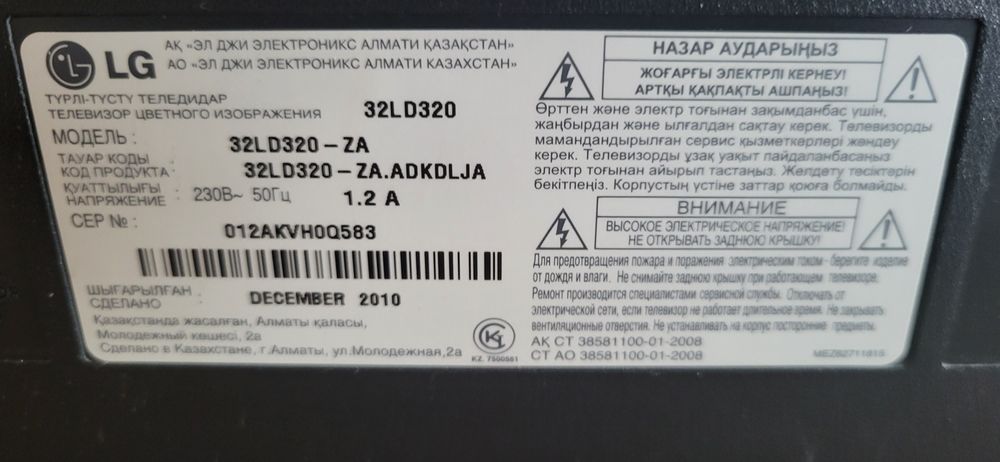 LG
АҚ «ЭЛ ДЖИ ЭЛЕКТРОНИКС АЛМАТИ ҚАЗАҚСТАН»
АО «ЭЛ ДЖИ ЭЛЕКТРОНИКС АЛМАТИ КАЗАХСТАН»
ТҮРЛІ-ТҮСТҮ ТЕЛЕДИДАР
ТЕЛЕВИЗОР ЦВЕТНОГО ИЗОБРАЖЕНИЯ 32LD320
МОДЕЛЬ : 32LD320-ZA
ТАУАР КОДЫ
КОД ПРОДУКТА : 32LD320-ZA.ADKDLJA
ҚУАТТЫЛЫҒЫ
НАПРЯЖЕНИЕ : 230В~ 50Гц 1.2 A
СЕР № : 012AKVH0Q583
ШЫҒАРЫЛҒАН
СДЕЛАНО : DECEMBER 2010
Қазақстанда жасалған, Алматы қаласы,
Молодежный көшесі, 2а
Сделано в Казахстане, г.Алматы, ул.Молодежная,2а
KZ. 7500561
НАЗАР АУДАРЫҢЫЗ
ЖОҒАРҒЫ ЭЛЕКТРЛІ КЕРНЕУ!
АРТҚЫ ҚАҚПАҚТЫ АШПАҢЫЗ!
Өрттен және электр тоғынан зақымданбас үшін,
жаңбырдан және ылғалдан сақтау керек. Телевизорды
мамандандырылған сервис қызметкерлері жөндеу
керек. Телевизорды ұзақ уақыт пайдаланбасаңыз
электр тоғынан айырып тастаңыз. Желдету тесіктерін
бекітпеңіз. Корпустың үстіне заттар қоюға болмайды.
ВНИМАНИЕ
ВЫСОКОЕ ЭЛЕКТРИЧЕСКОЕ НАПРЯЖЕНИЕ!
НЕ ОТКРЫВАТЬ ЗАДНЮЮ КРЫШКУ!
Для предотвращения пожара и поражения электрическим током - берегите изделие
от дождя и влаги. Не снимайте заднюю крышку при работающем телевизоре.
Ремонт производится специалистами сервисной службы. Отключать от
электрической сети, если телевизор не работает длительное время. Не закрывать
вентиляционные отверстия. Не устанавливать на корпус посторонние предметы.
АҚ СТ 38581100-01-2008
СТ АО 38581100-01-2008
MEZ62711815